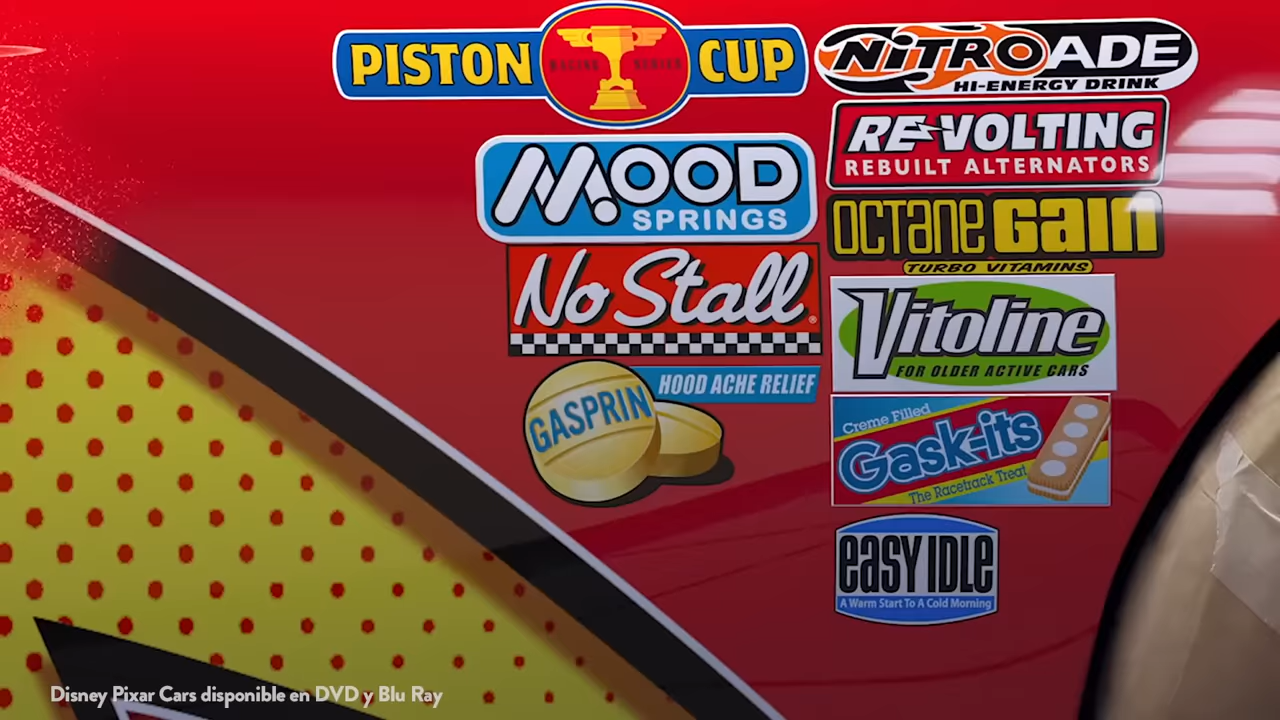 PISTON CUP
RACING SERIES
NiTROADE
HI-ENERGY DRINK
MOOD
SPRINGS
RE-VOLTING
REBUILT ALTERNATORS
OCTANE GAIN
TURBO VITAMINS
No Stall®
Vitoline
FOR OLDER ACTIVE CARS
HOOD ACHE RELIEF
GASPRIN
Creme Filled
Gask-its
The Racetrack Treat
easy IDLE
A Warm Start To A Cold Morning
Disney Pixar Cars disponible en DVD y Blu Ray